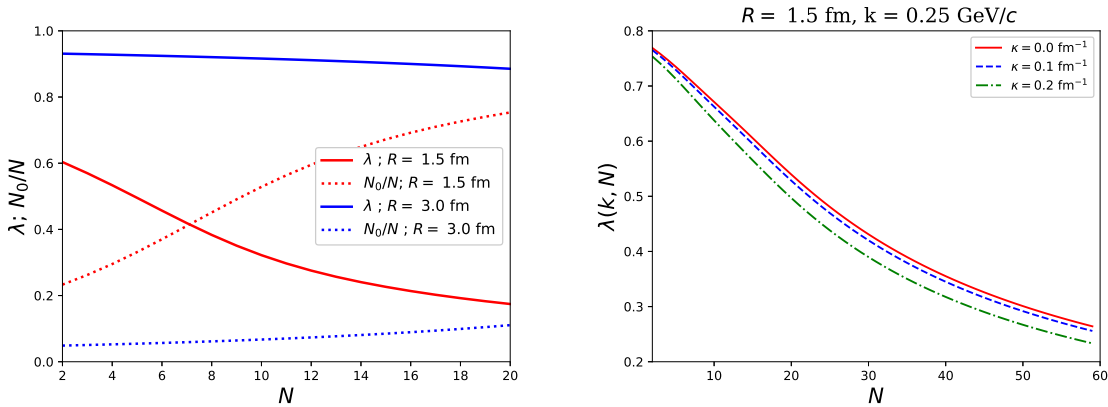 1.0
0.8
0.6
0.4
0.2
0.0
λ; N₀/N
λ ; R = 1.5 fm
N₀/N; R = 1.5 fm
λ ; R = 3.0 fm
N₀/N ; R = 3.0 fm
2 4 6 8 10 12 14 16 18 20
N
R = 1.5 fm, k = 0.25 GeV/c
0.8
0.7
0.6
0.5
0.4
0.3
0.2
λ(k, N)
κ = 0.0 fm⁻¹
κ = 0.1 fm⁻¹
κ = 0.2 fm⁻¹
10 20 30 40 50 60
N